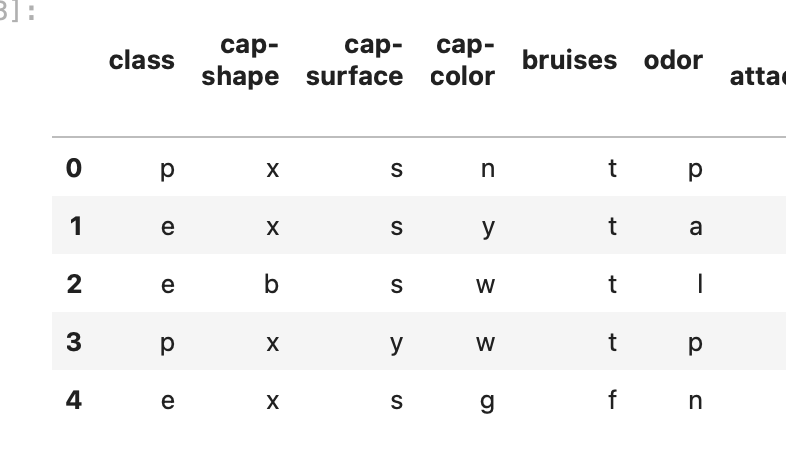 3]:
class cap-shape cap-surface cap-color bruises odor attac
0 p x s n t p
1 e x s y t a
2 e b s w t l
3 p x y w t p
4 e x s g f n